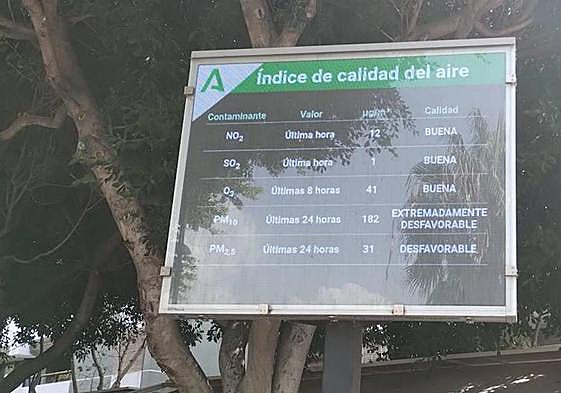 A
Índice de calidad del aire
Contaminante Valor µg/m³ Calidad
NO₂ Última hora 12 BUENA
SO₂ Última hora 1 BUENA
O₃ Últimas 8 horas 41 BUENA
PM₁₀ Últimas 24 horas 182 EXTREMADAMENTE DESFAVORABLE
PM₂,₅ Últimas 24 horas 31 DESFAVORABLE